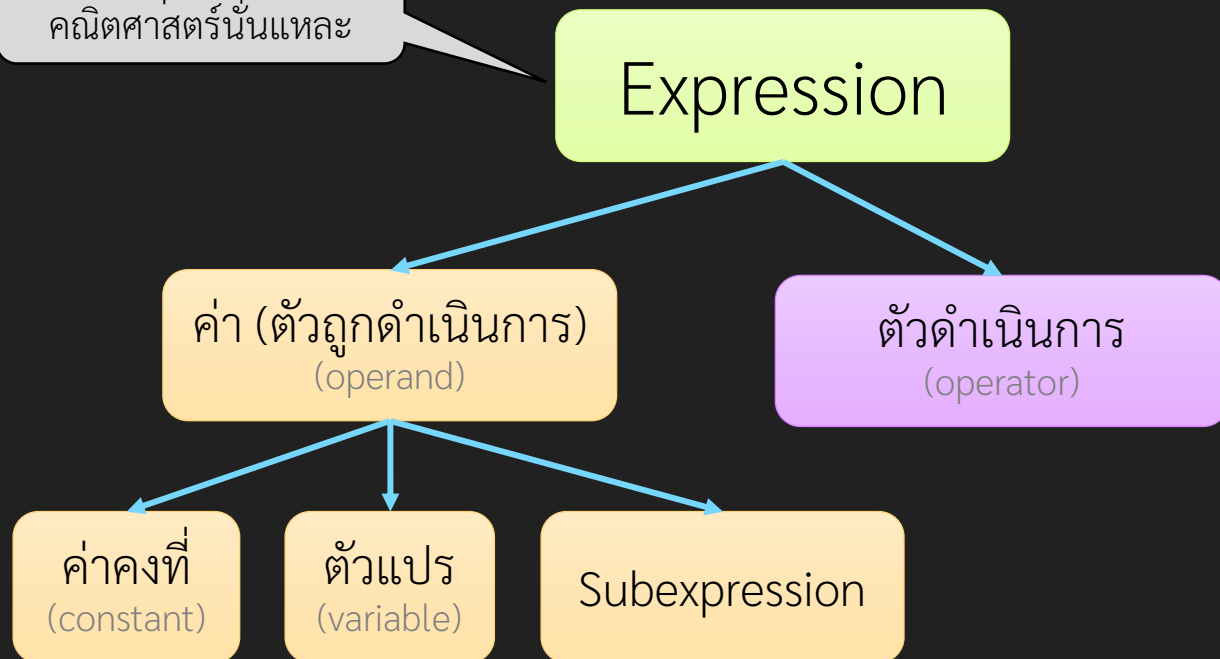 คณิตศาสตร์นั่นแหละ
Expression
ค่า (ตัวถูกดำเนินการ)
(operand)
ตัวดำเนินการ
(operator)
ค่าคงที่
(constant)
ตัวแปร
(variable)
Subexpression